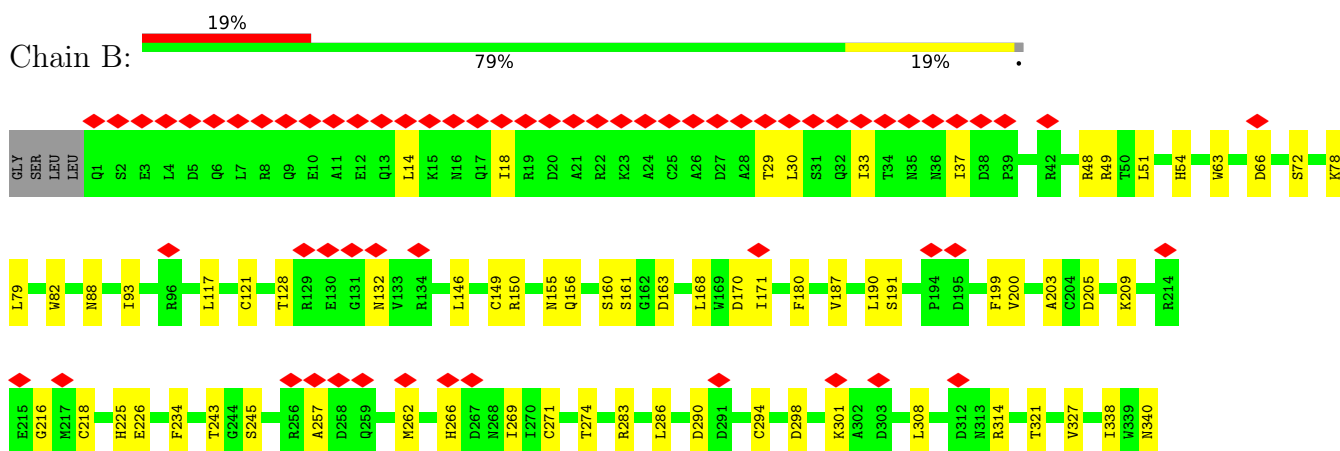 19%
Chain B:
79% 19% •
GLY SER LEU LEU Q1 S2 E3 L4 D5 Q6 L7 R8 Q9 E10 A11 E12 Q13 L14 K15 N16 Q17 I18 R19 D20 A21 R22 K23 A24 C25 A26 D27 A28 T29 L30 S31 Q32 I33 T34 N35 N36 I37 D38 P39 R42 R48 R49 T50 L51 H54 W63 D66 S72 K78
L79 W82 N88 I93 R96 L117 C121 T128 R129 E130 G131 N132 V133 R134 L146 C149 R150 N155 Q156 S160 S161 G162 D163 L168 W169 D170 I171 F180 V187 L190 S191 P194 D195 F199 V200 A203 C204 D205 K209 R214
E215 G216 M217 C218 H225 E226 F234 T243 G244 S245 R256 A257 D258 Q259 M262 H266 D267 N268 I269 I270 C271 T274 R283 L286 D290 D291 C294 D298 K301 A302 D303 L308 D312 N313 R314 T321 V327 I338 W339 N340